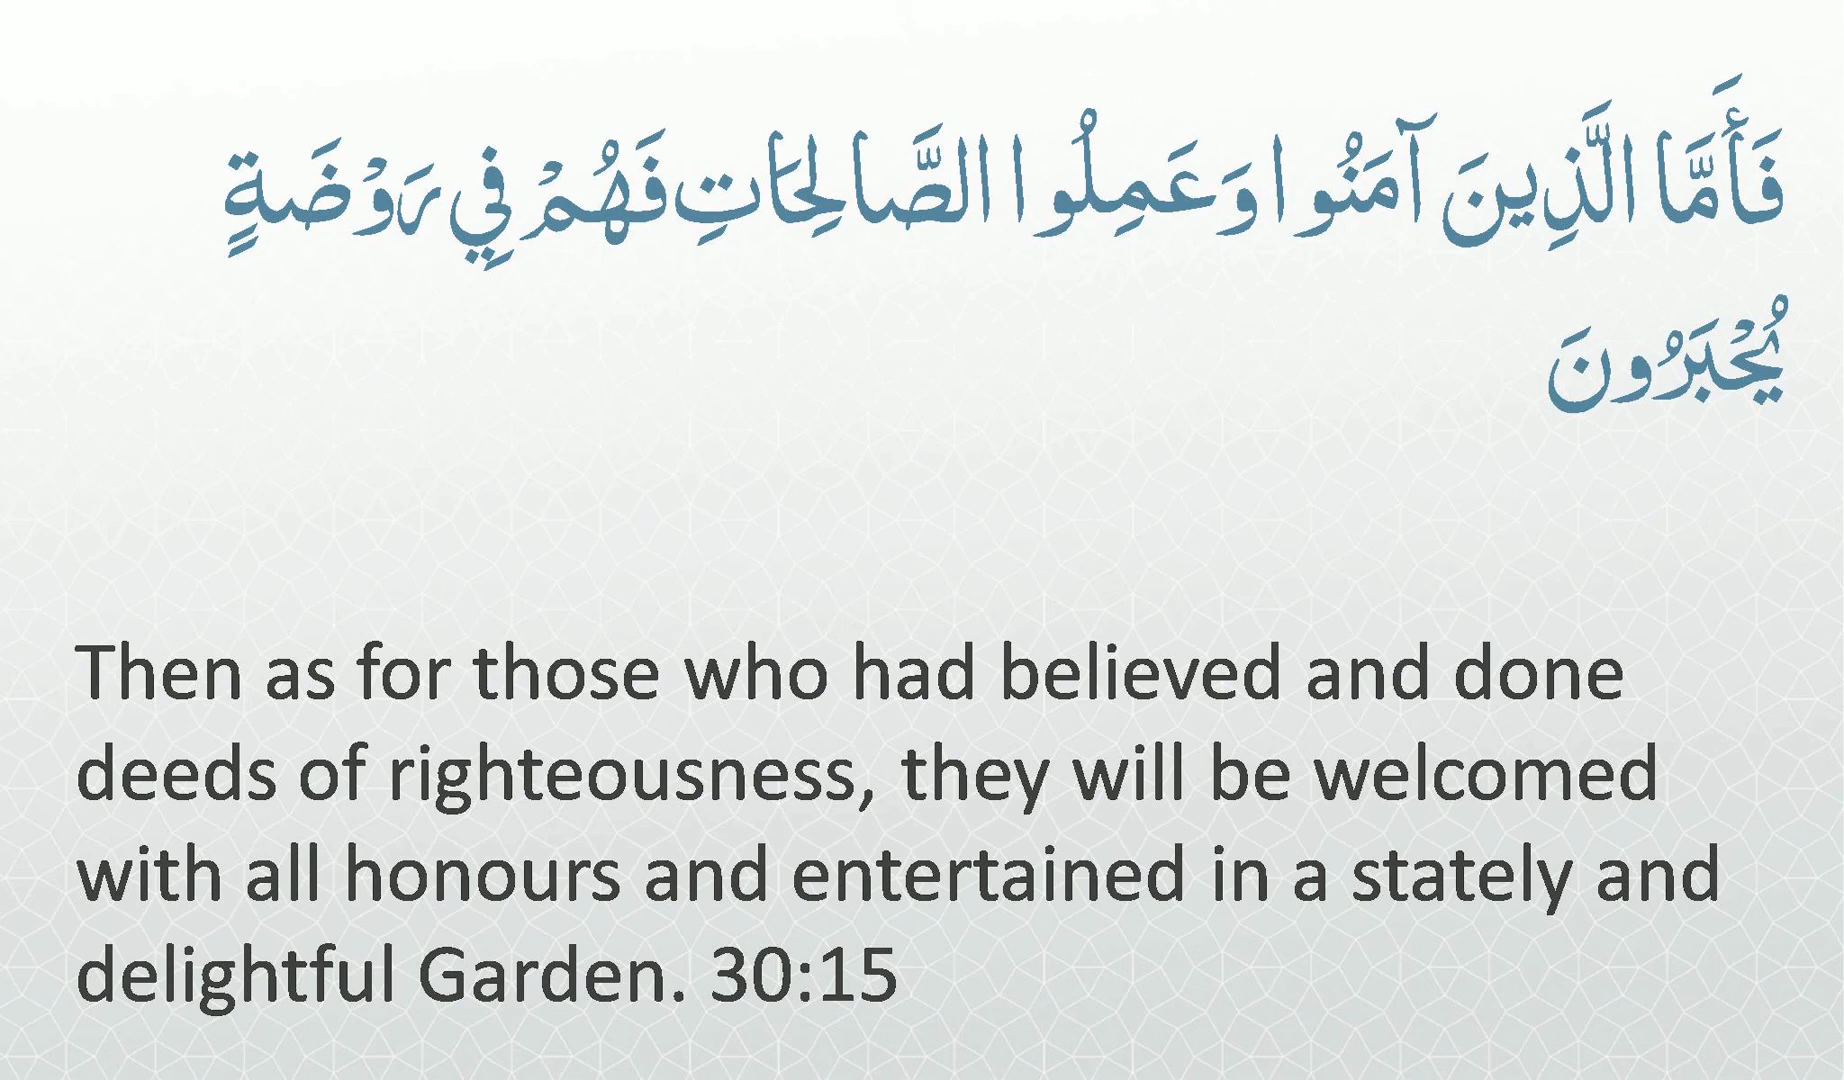 فَأَمَّا الَّذِينَ آمَنُوا وَعَمِلُوا الصَّالِحَاتِ فَهُمْ فِي رَوْضَةٍ
يُحْبَرُونَ
Then as for those who had believed and done
deeds of righteousness, they will be welcomed
with all honours and entertained in a stately and
delightful Garden. 30:15